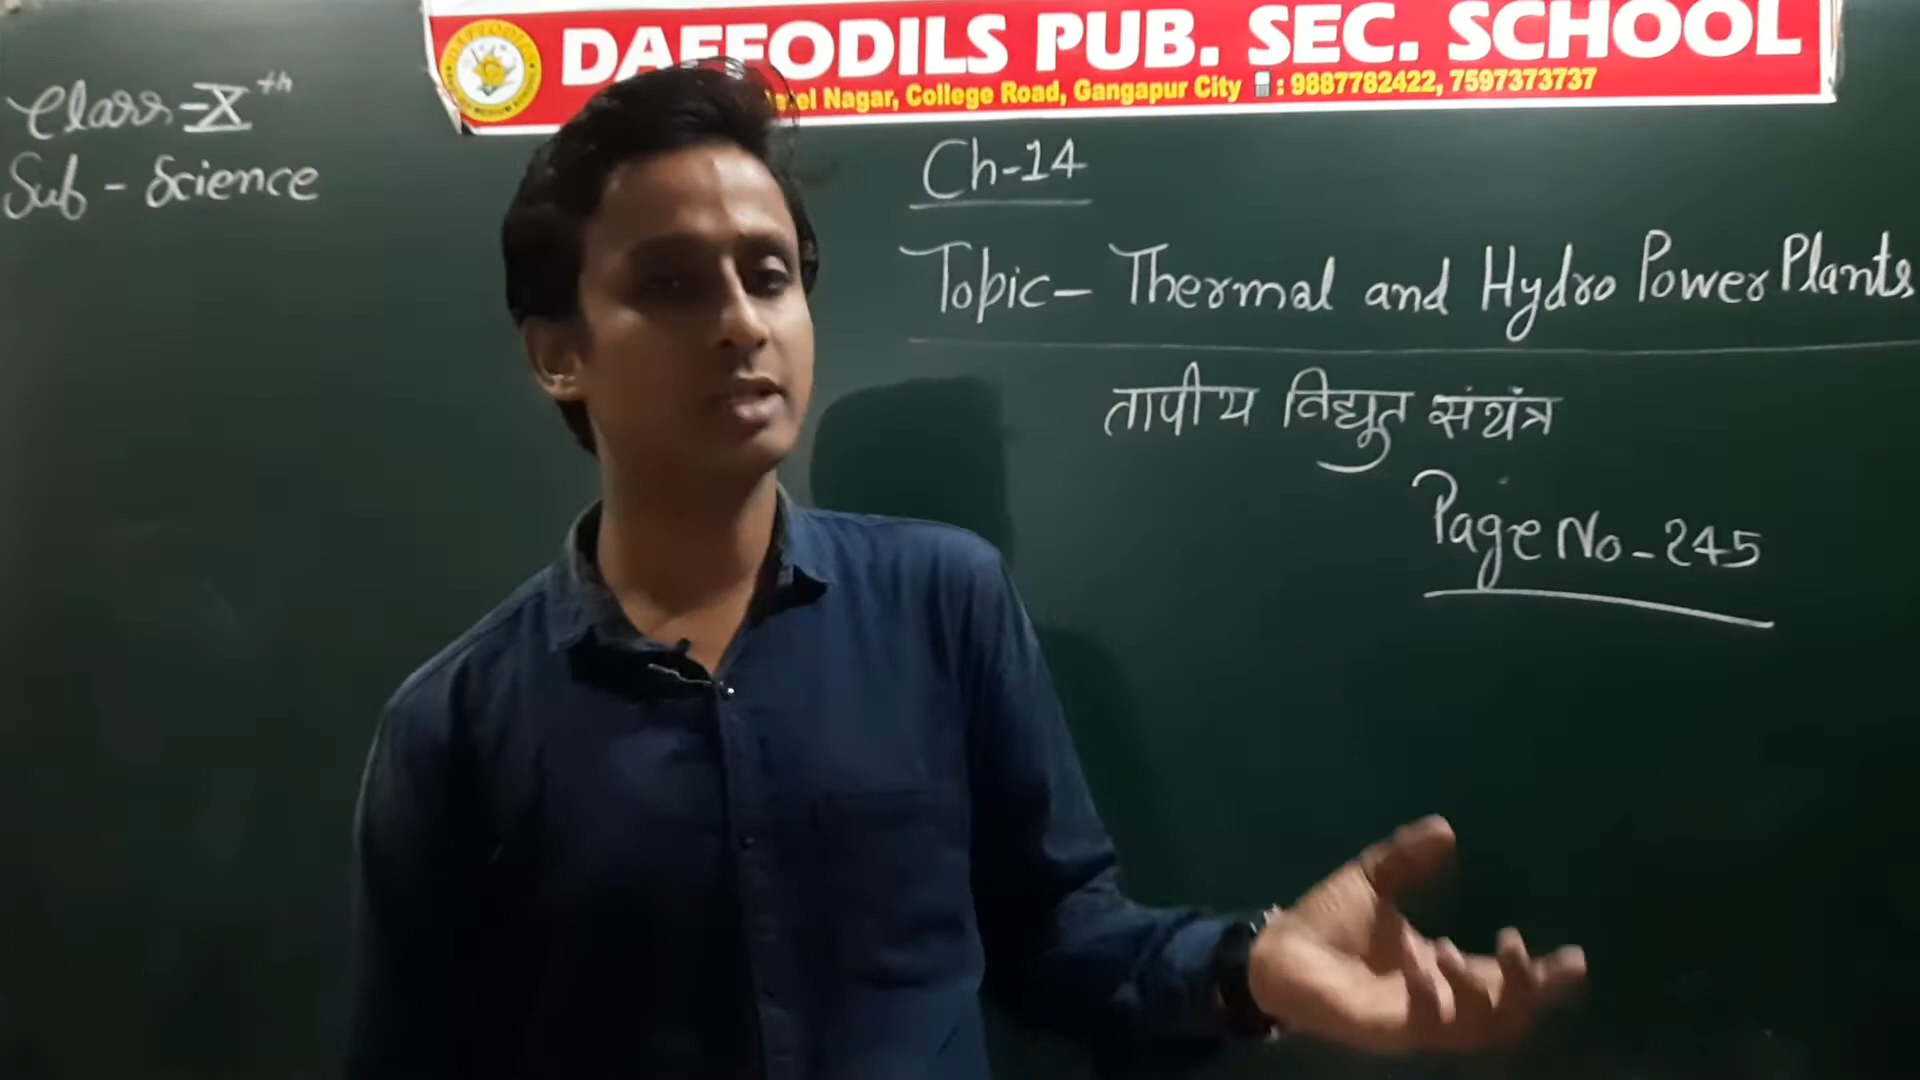 DAFFODILS PUB. SEC. SCHOOL
Nagar, College Road, Gangapur City : 9887782422, 7597373737
Class-Xth
Sub - Science
Ch-14
Topic- Thermal and Hydro Power Plants
तापीय विद्युत संयंत्र
Page No-245